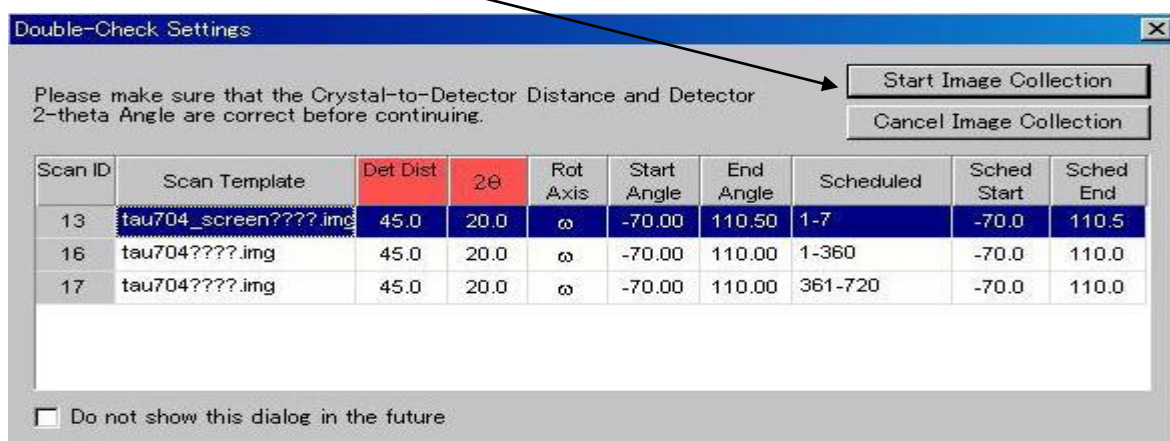 Double-Check Settings
Please make sure that the Crystal-to-Detector Distance and Detector
2-theta Angle are correct before continuing.
Start Image Collection
Cancel Image Collection
Scan ID Scan Template Det Dist 2θ Rot Axis Start Angle End Angle Scheduled Sched Start Sched End
13 tau704_screen????.img 45.0 20.0 ω -70.00 110.50 1-7 -70.0 110.5
16 tau704????.img 45.0 20.0 ω -70.00 110.00 1-360 -70.0 110.0
17 tau704????.img 45.0 20.0 ω -70.00 110.00 361-720 -70.0 110.0
Do not show this dialog in the future